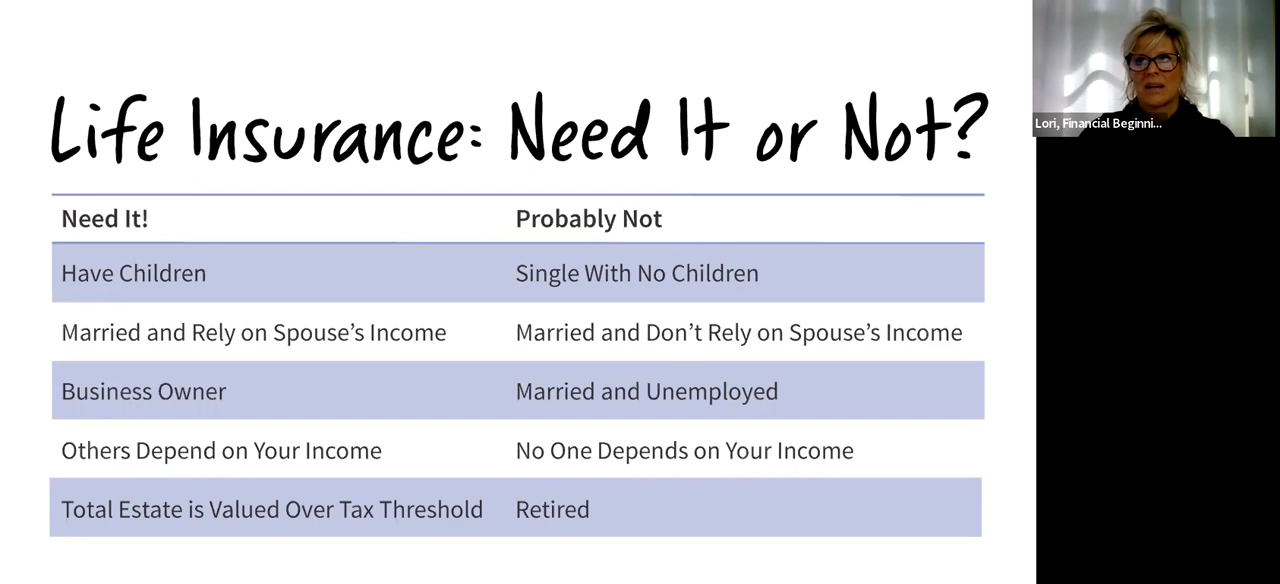 Life Insurance: Need It or Not?
Need It! Probably Not
Have Children Single With No Children
Married and Rely on Spouse’s Income Married and Don’t Rely on Spouse’s Income
Business Owner Married and Unemployed
Others Depend on Your Income No One Depends on Your Income
Total Estate is Valued Over Tax Threshold Retired
Lori, Financial Beginni...